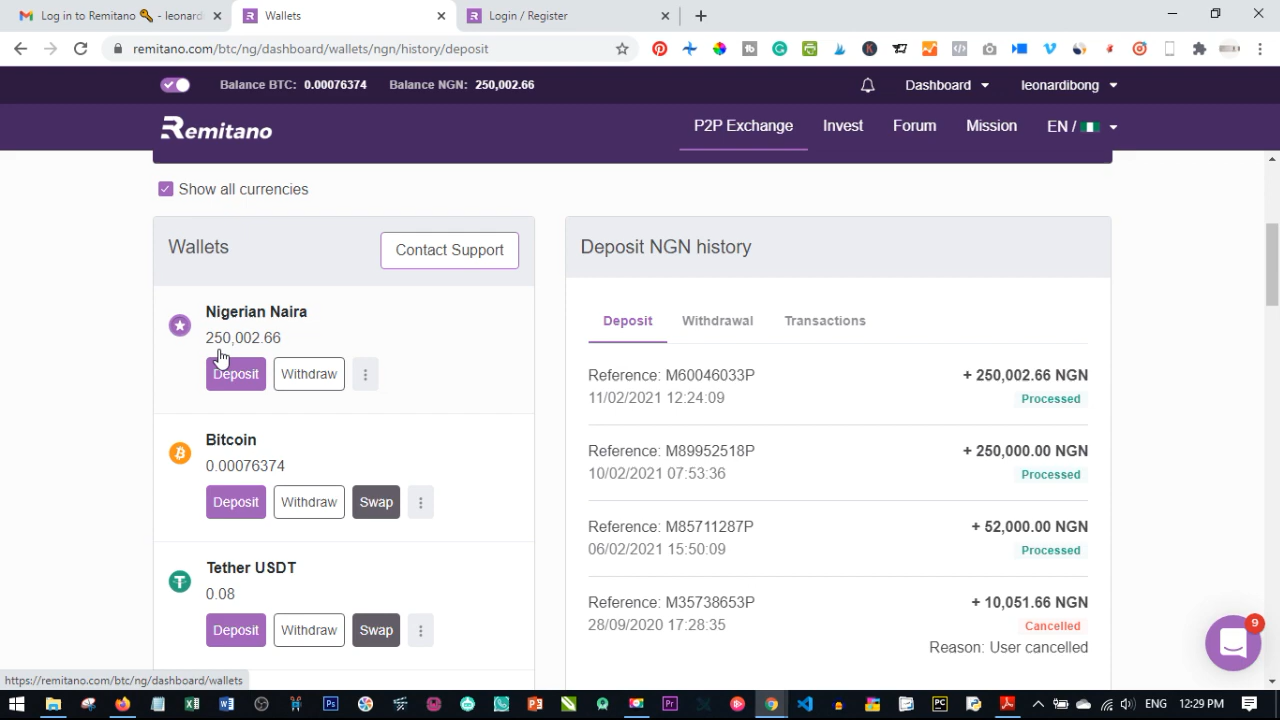 Log in to Remitano 🔑 - leonard
Wallets
Login / Register
remitano.com/btc/ng/dashboard/wallets/ngn/history/deposit
Balance BTC: 0.00076374 Balance NGN: 250,002.66
Dashboard
leonardibong
Remitano
P2P Exchange
Invest
Forum
Mission
EN /
Show all currencies
Wallets
Contact Support
Nigerian Naira
250,002.66
Deposit Withdraw
Bitcoin
0.00076374
Deposit Withdraw Swap
Tether USDT
0.08
Deposit Withdraw Swap
Deposit NGN history
Deposit Withdrawal Transactions
Reference: M60046033P + 250,002.66 NGN
11/02/2021 12:24:09 Processed
Reference: M89952518P + 250,000.00 NGN
10/02/2021 07:53:36 Processed
Reference: M85711287P + 52,000.00 NGN
06/02/2021 15:50:09 Processed
Reference: M35738653P + 10,051.66 NGN
28/09/2020 17:28:35 Cancelled
Reason: User cancelled
9
https://remitano.com/btc/ng/dashboard/wallets
ENG 12:29 PM